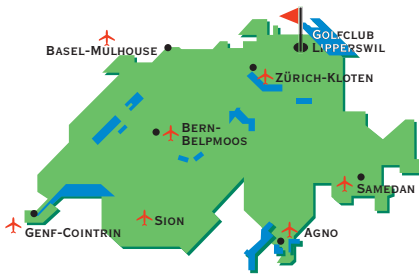 Golfclub
Lipperswil
Basel-Mulhouse
Zürich-Kloten
Bern-
Belpmoos
Samedan
Sion
Agno
Genf-Cointrin